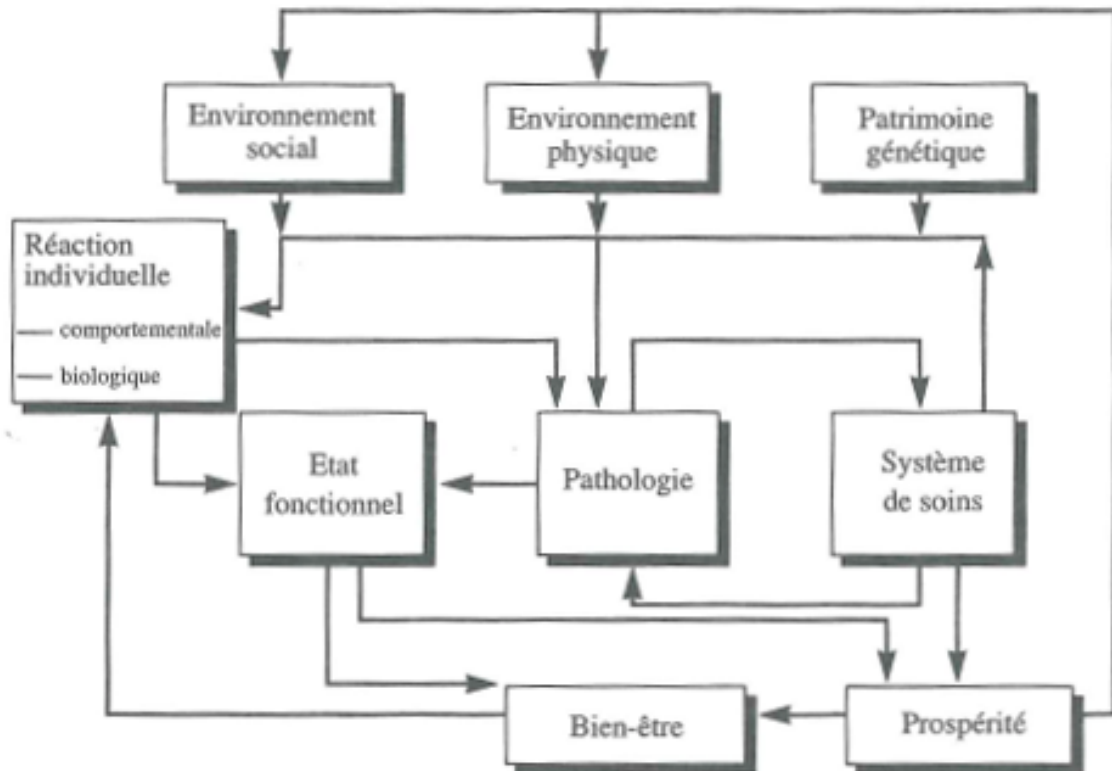 Environnement
social
Environnement
physique
Patrimoine
génétique
Réaction
individuelle
— comportementale
— biologique
Etat
fonctionnel
Pathologie
Système
de soins
Bien-être
Prospérité